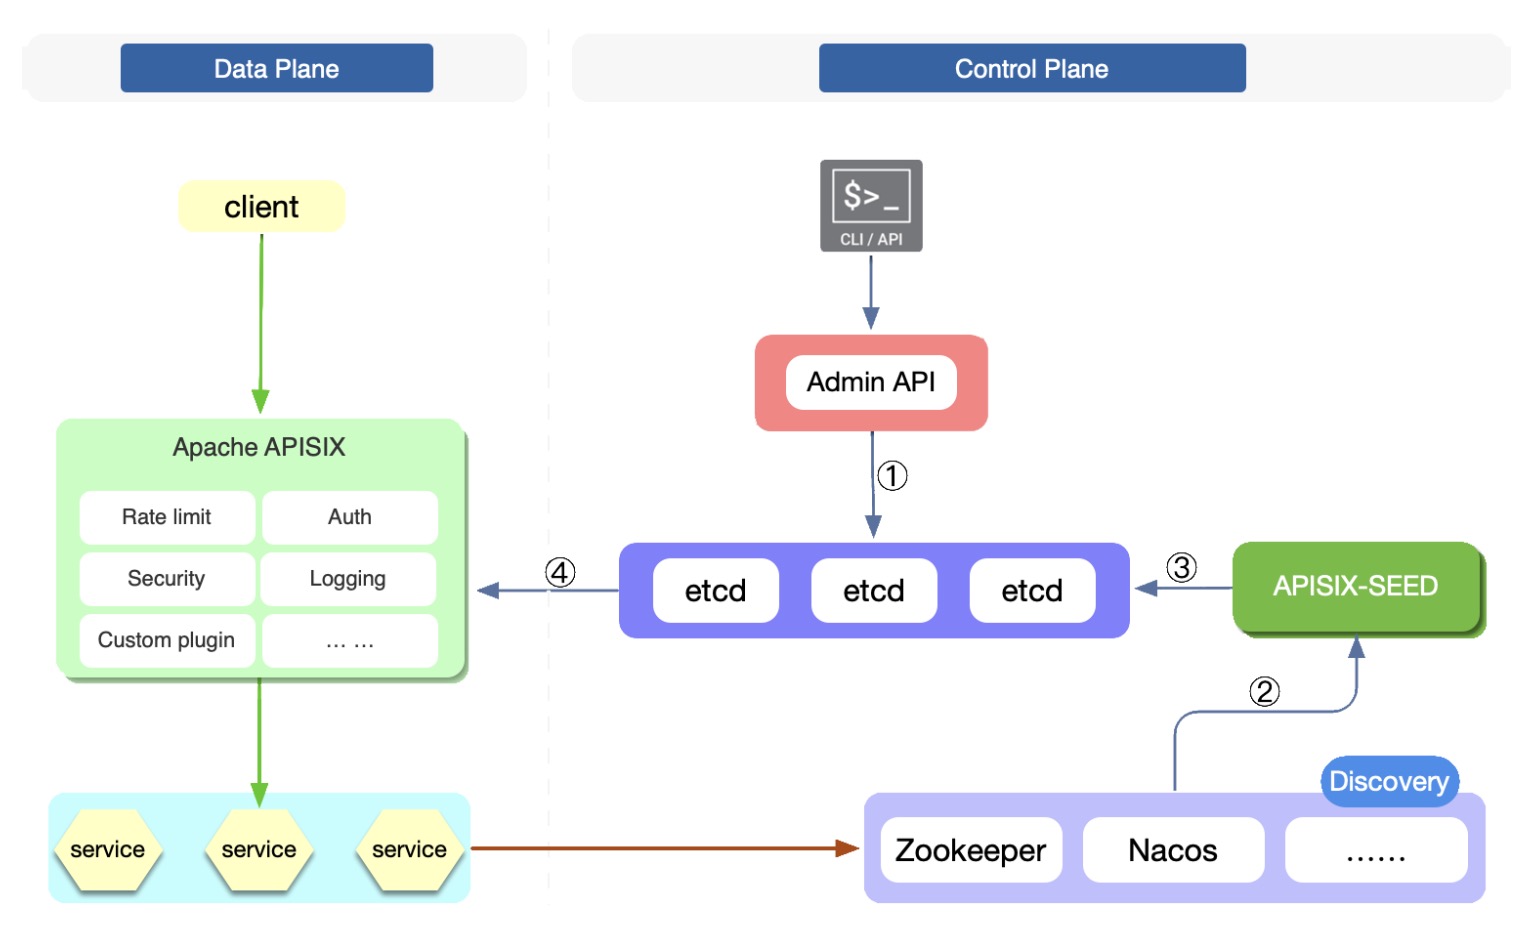 Data Plane
Control Plane
client
$>_
CLI / API
Admin API
①
Apache APISIX
Rate limit
Auth
Security
Logging
Custom plugin
... ...
④
etcd
etcd
etcd
③
APISIX-SEED
②
Discovery
service
service
service
Zookeeper
Nacos
......